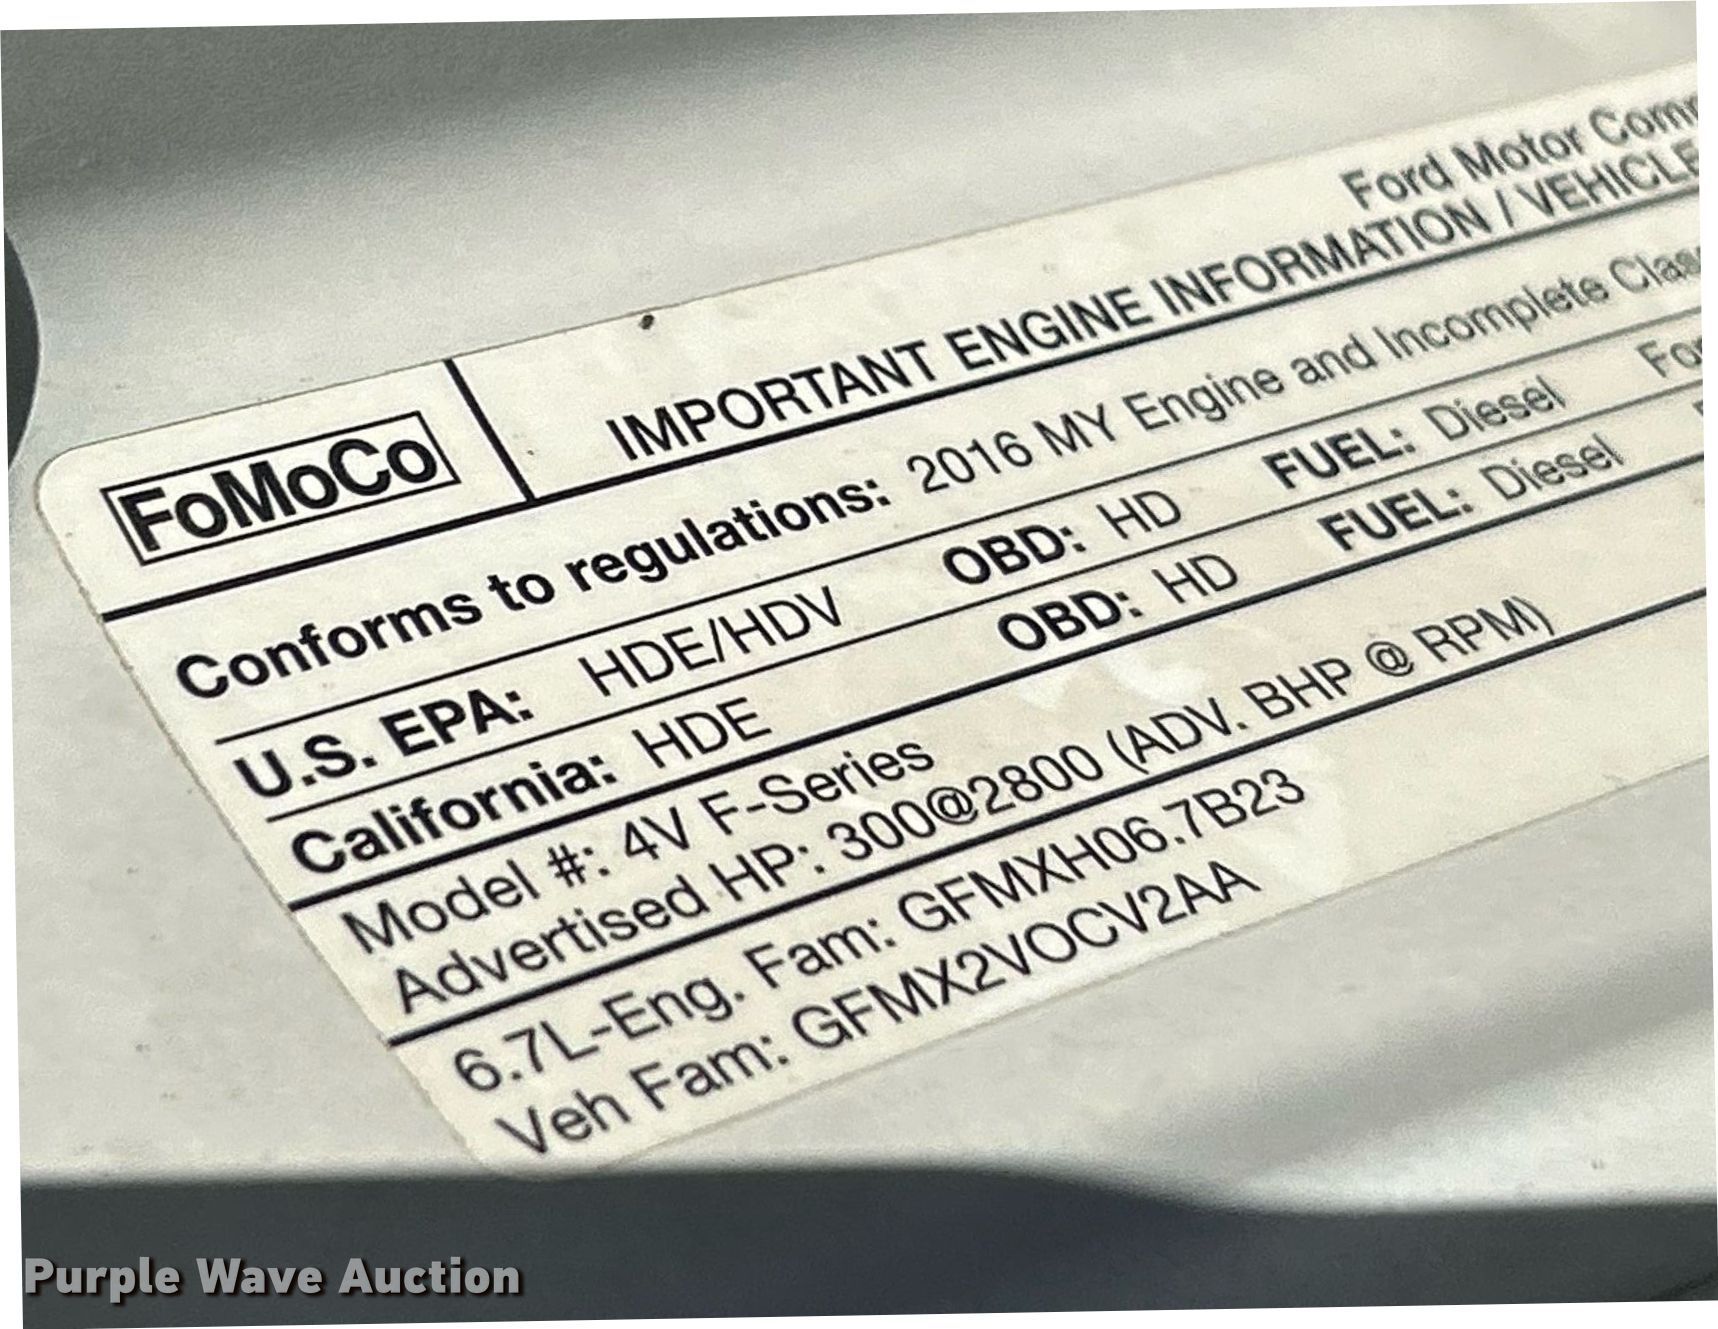 Ford Motor
FoMoCo
IMPORTANT ENGINE INFORMATION / VEHICLE
Conforms to regulations: 2016 MY Engine and Incomplete
U.S. EPA: HDE/HDV OBD: HD FUEL: Diesel
California: HDE OBD: HD FUEL: Diesel
Model #: 4V F-Series
Advertised HP: 300@2800 (ADV. BHP @ RPM)
6.7L-Eng. Fam: GFMXH06.7B23
Veh Fam: GFMX2VOCV2AA
Purple Wave Auction